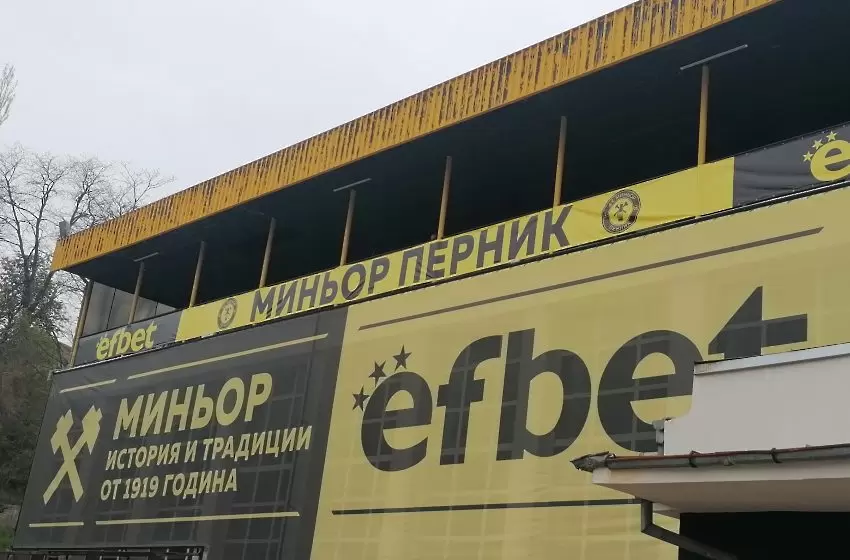 МИНЬОР ПЕРНИК
efbet
efbet
МИНЬОР
ИСТОРИЯ И ТРАДИЦИИ
ОТ 1919 ГОДИНА
efbet